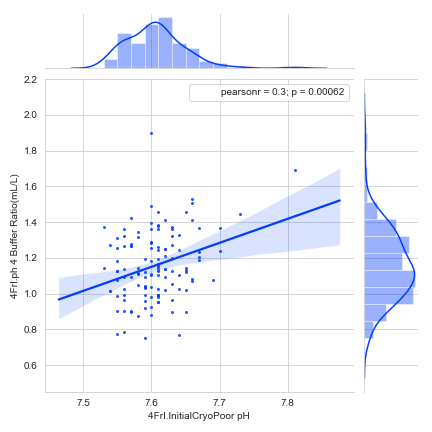 2.2
pearsonr = 0.3; p = 0.00062
2.0
1.8
1.6
1.4
1.2
1.0
0.8
0.6
4FrI.ph 4 Buffer Ratio(mL/L)
7.5 7.6 7.7 7.8
4FrI.InitialCryoPoor pH